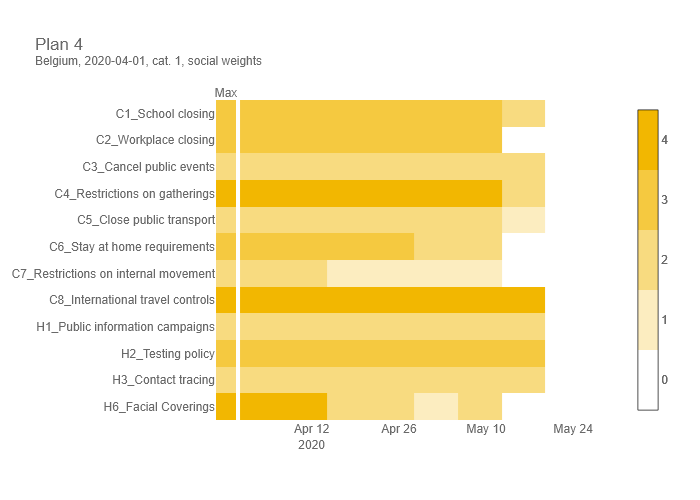 Plan 4
Belgium, 2020-04-01, cat. 1, social weights
Max
C1_School closing
C2_Workplace closing
C3_Cancel public events
C4_Restrictions on gatherings
C5_Close public transport
C6_Stay at home requirements
C7_Restrictions on internal movement
C8_International travel controls
H1_Public information campaigns
H2_Testing policy
H3_Contact tracing
H6_Facial Coverings
Apr 12 Apr 26 May 10 May 24
2020
4
3
2
1
0